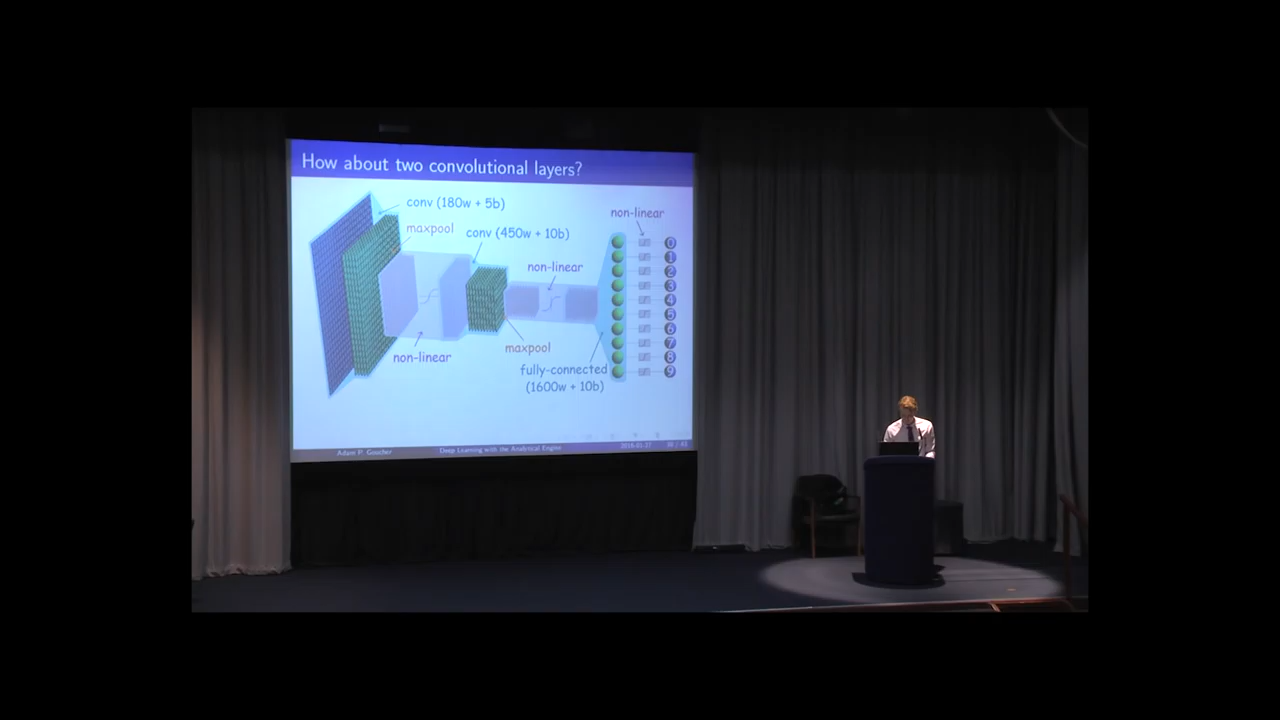 How about two convolutional layers?
conv (180w + 5b)
maxpool
conv (450w + 10b)
non-linear
non-linear
non-linear
maxpool
fully-connected
(1600w + 10b)
0
1
2
3
4
5
6
7
8
9
Adam P. Goucher
Deep Learning with the Analytical Engine